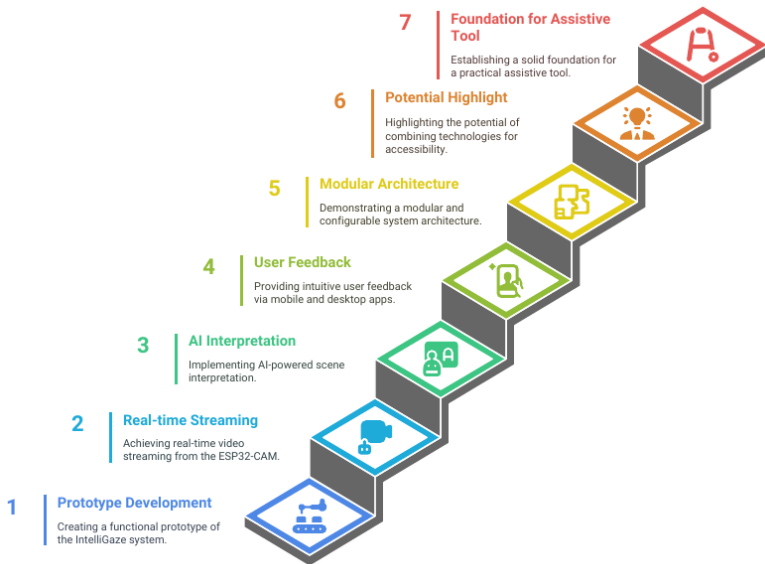 7
Foundation for Assistive
Tool
Establishing a solid foundation for
a practical assistive tool.
6
Potential Highlight
Highlighting the potential of
combining technologies for
accessibility.
5
Modular Architecture
Demonstrating a modular and
configurable system architecture.
4
User Feedback
Providing intuitive user feedback
via mobile and desktop apps.
3
AI Interpretation
Implementing AI-powered scene
interpretation.
2
Real-time Streaming
Achieving real-time video
streaming from the ESP32-CAM.
1
Prototype Development
Creating a functional prototype of
the IntelliGaze system.